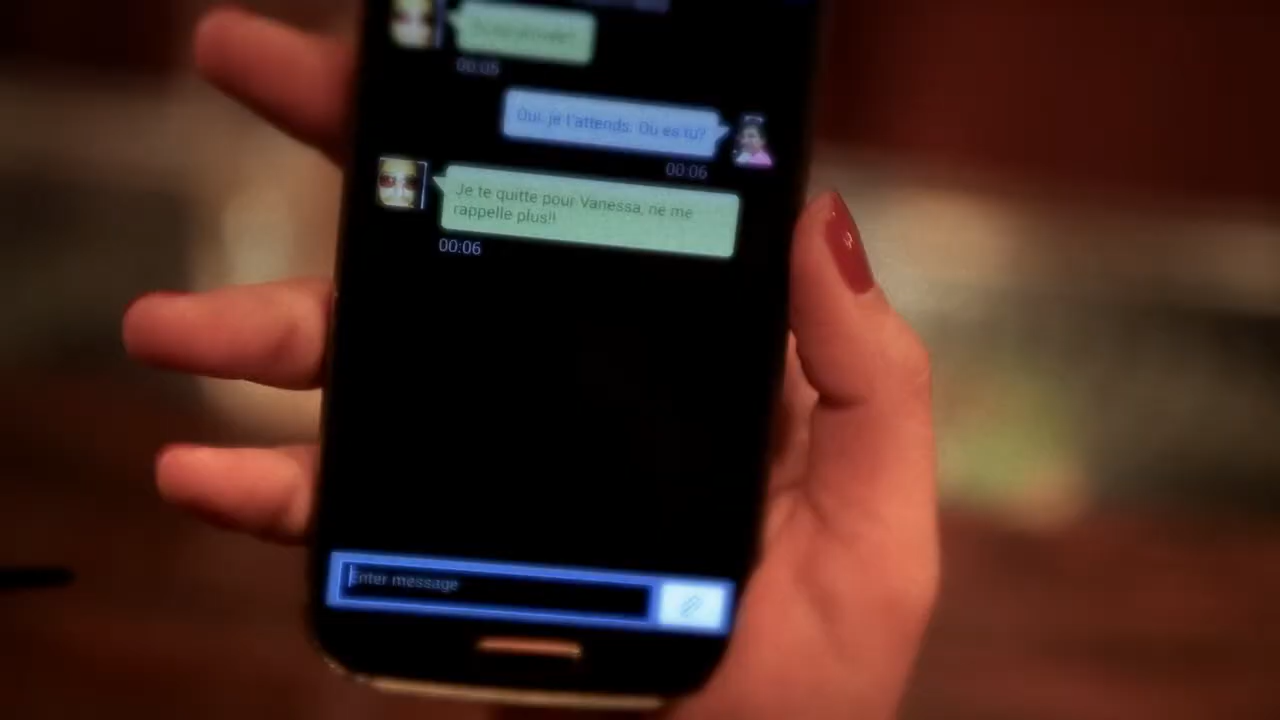 00:05
Oui, je t'attends. Où es tu?
00:06
Je te quitte pour Vanessa, ne me
rappelle plus!!
00:06
Enter message